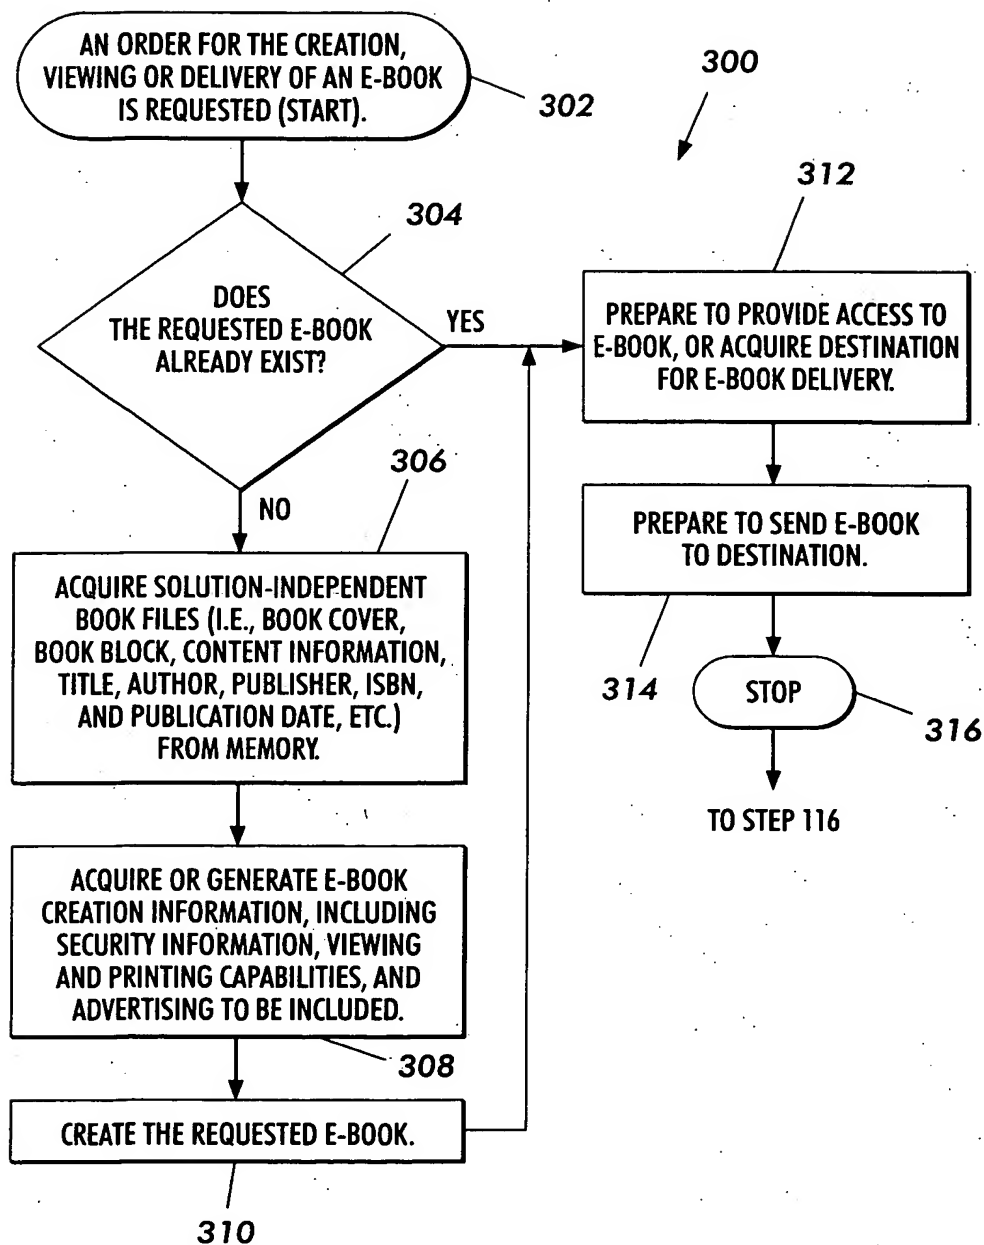 AN ORDER FOR THE CREATION,
VIEWING OR DELIVERY OF AN E-BOOK
IS REQUESTED (START).
302
300
304
DOES
THE REQUESTED E-BOOK
ALREADY EXIST?
YES
NO
306
ACQUIRE SOLUTION-INDEPENDENT
BOOK FILES (I.E., BOOK COVER,
BOOK BLOCK, CONTENT INFORMATION,
TITLE, AUTHOR, PUBLISHER, ISBN,
AND PUBLICATION DATE, ETC.)
FROM MEMORY.
ACQUIRE OR GENERATE E-BOOK
CREATION INFORMATION, INCLUDING
SECURITY INFORMATION, VIEWING
AND PRINTING CAPABILITIES, AND
ADVERTISING TO BE INCLUDED.
308
CREATE THE REQUESTED E-BOOK.
310
312
PREPARE TO PROVIDE ACCESS TO
E-BOOK, OR ACQUIRE DESTINATION
FOR E-BOOK DELIVERY.
PREPARE TO SEND E-BOOK
TO DESTINATION.
314
STOP
316
TO STEP 116